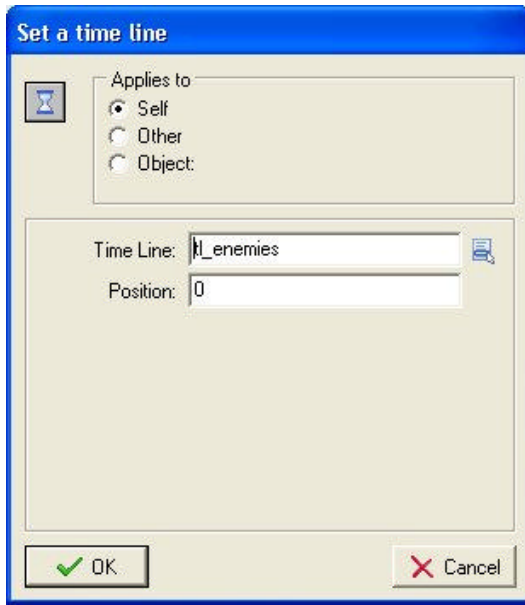 Set a time line
Applies to
Self
Other
Object:
Time Line: tl_enemies
Position: 0
OK
Cancel